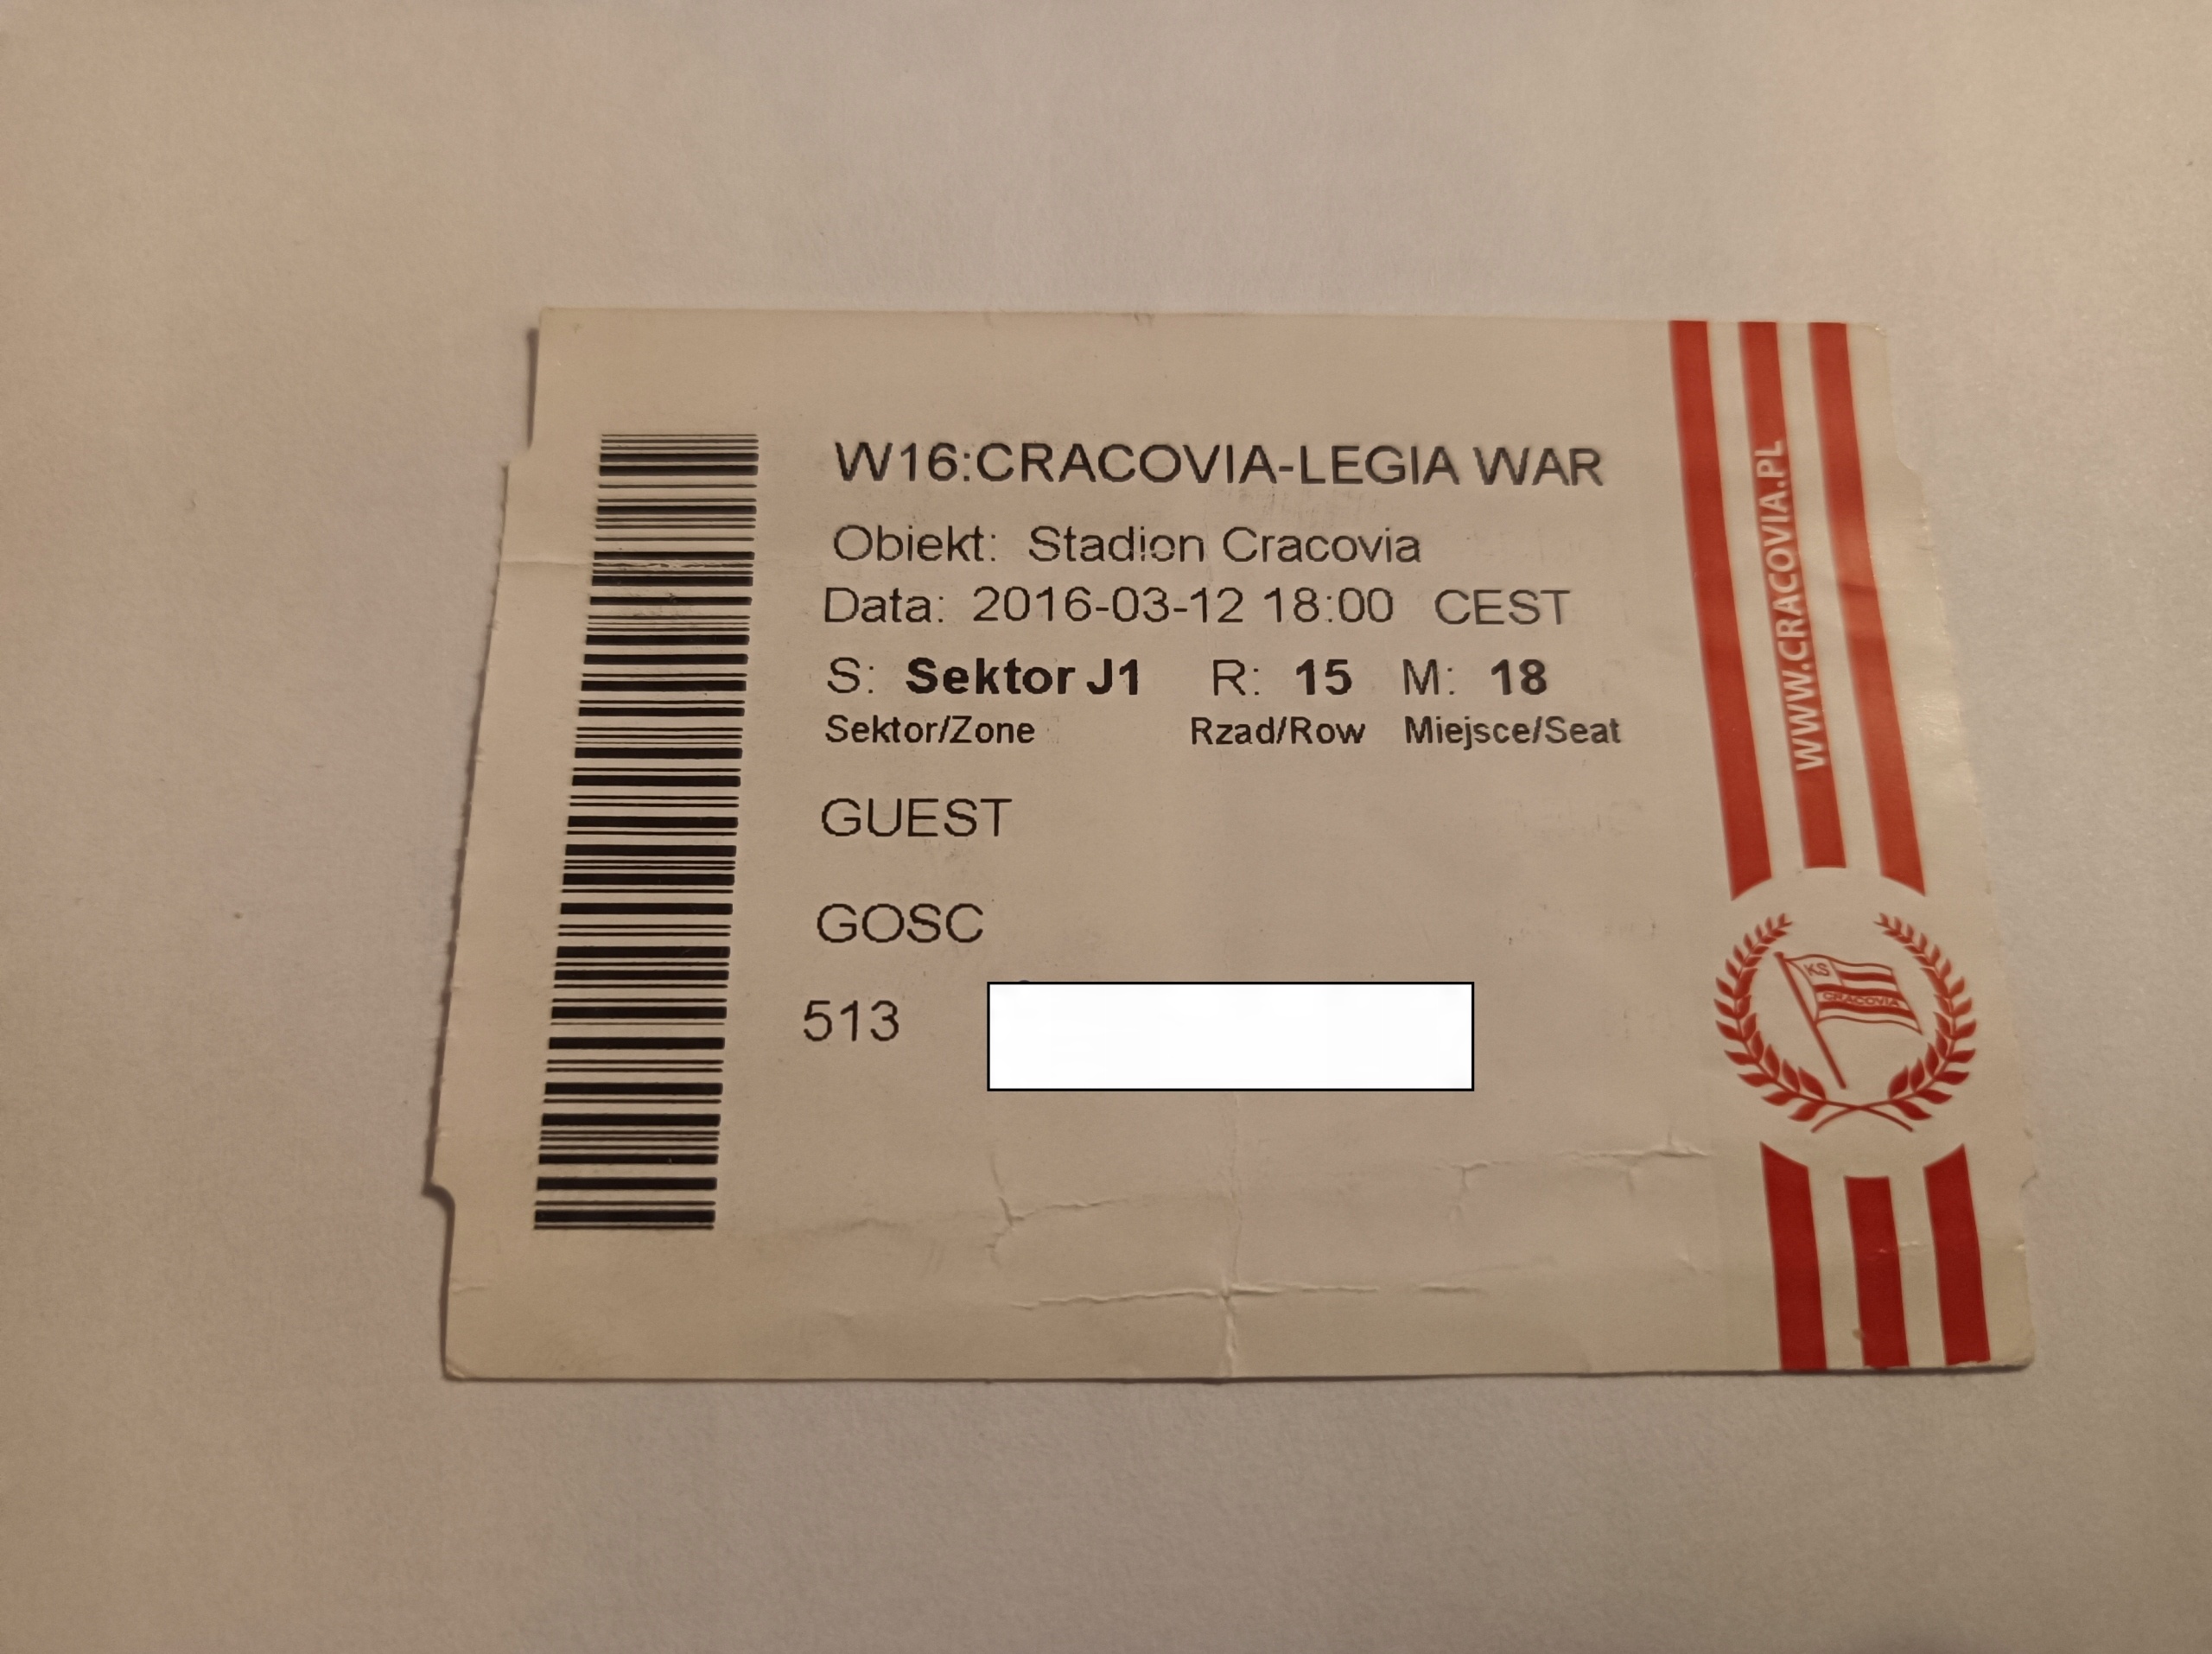 W16:CRACOVIA-LEGIA WAR
Obiekt: Stadion Cracovia
Data: 2016-03-12 18:00 CEST
S: Sektor J1 R: 15 M: 18
Sektor/Zone Rzad/Row Miejsce/Seat
GUEST
GOSC
513
WWW.CRACOVIA.PL
KS
CRACOVIA